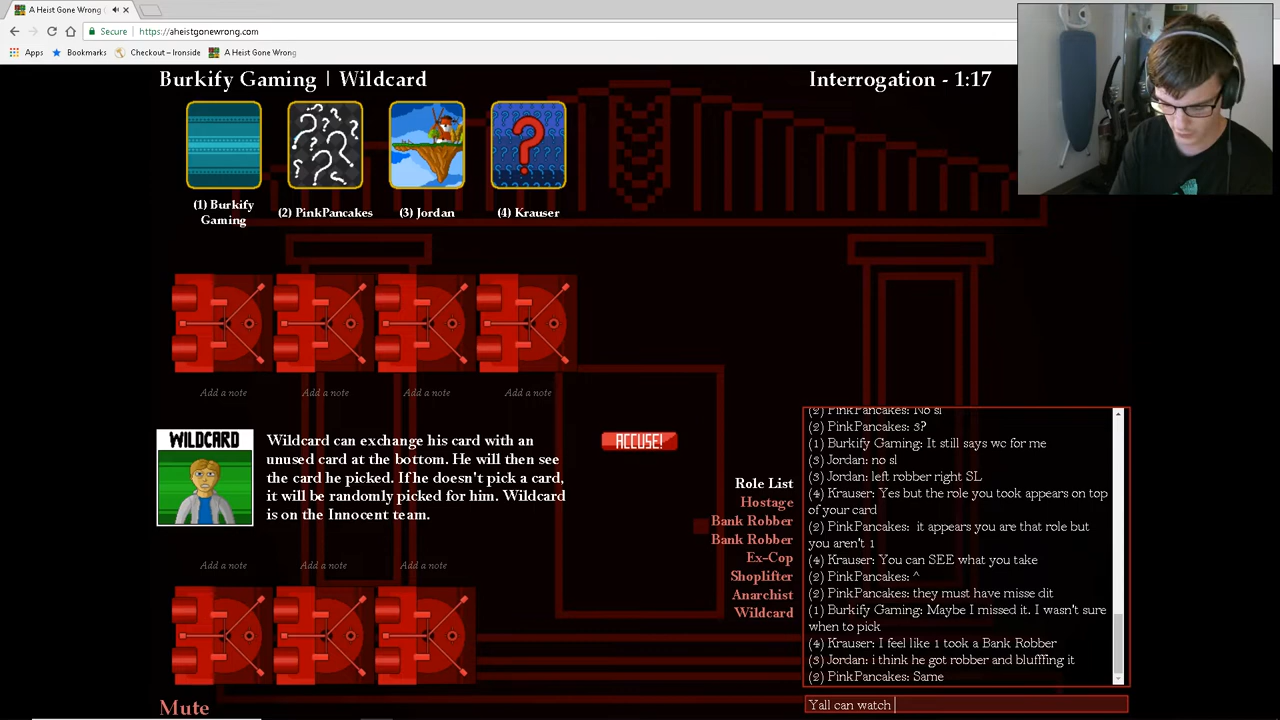 A Heist Gone Wrong
Secure
https://aheistgonewrong.com
Apps
Bookmarks
Checkout – Ironside
A Heist Gone Wrong
Burkify Gaming | Wildcard
Interrogation - 1:17
(1) Burkify Gaming
(2) PinkPancakes
(3) Jordan
(4) Krauser
Add a note
Add a note
Add a note
Add a note
WILDCARD
Wildcard can exchange his card with an
unused card at the bottom. He will then see
the card he picked. If he doesn't pick a card,
it will be randomly picked for him. Wildcard
is on the Innocent team.
ACCUSE!
Role List
Hostage
Bank Robber
Bank Robber
Ex-Cop
Shoplifter
Anarchist
Wildcard
Add a note
Add a note
Add a note
(2) PinkPancakes: No sl
(2) PinkPancakes: 3?
(1) Burkify Gaming: It still says wc for me
(3) Jordan: no sl
(3) Jordan: left robber right SL
(4) Krauser: Yes but the role you took appears on top
of your card
(2) PinkPancakes: it appears you are that role but
you aren't 1
(4) Krauser: You can SEE what you take
(2) PinkPancakes: ^
(2) PinkPancakes: they must have misse dit
(1) Burkify Gaming: Maybe I missed it. I wasn't sure
when to pick
(4) Krauser: I feel like 1 took a Bank Robber
(3) Jordan: i think he got robber and blufffing it
(2) PinkPancakes: Same
Yall can watch
Mute